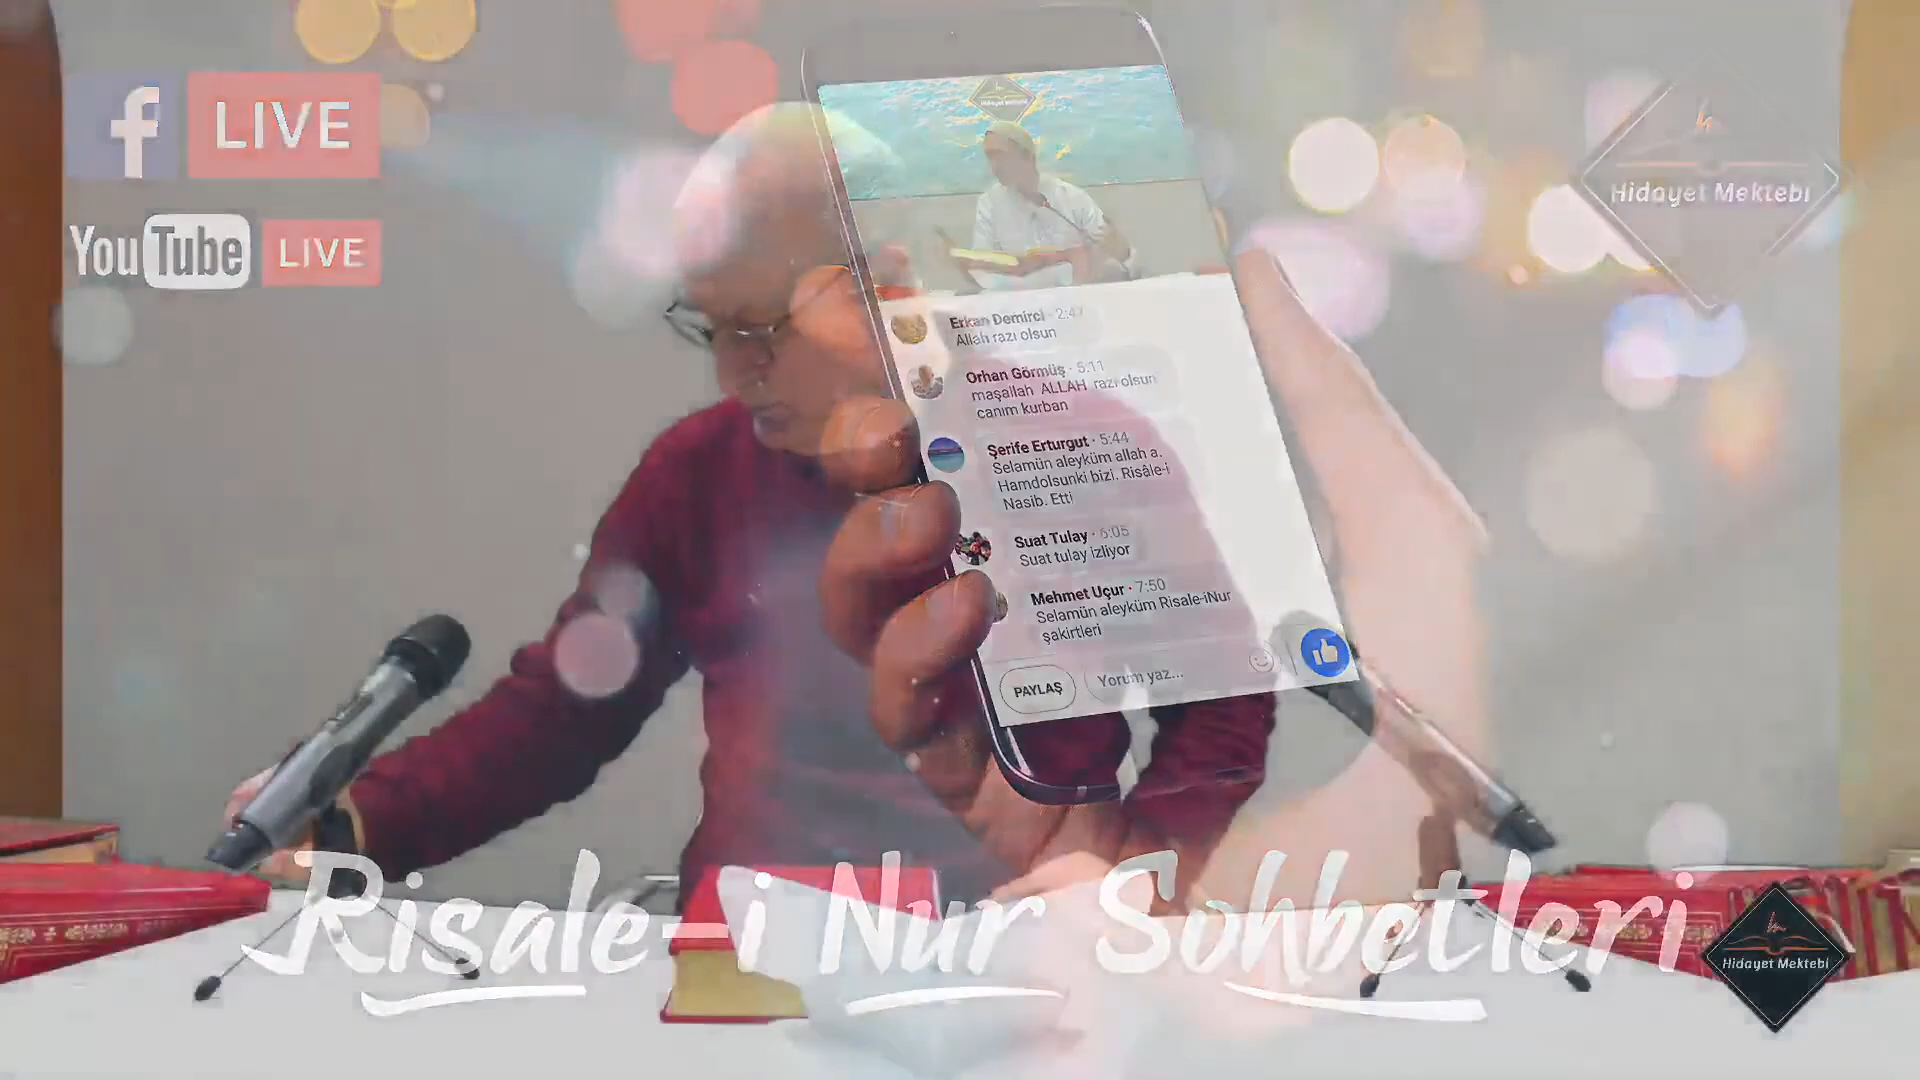 f LIVE
YouTube LIVE
Hidayet Mektebi
Hidayet Mektebi
Erkan Demirci · 2:47
Allah razı olsun
Orhan Görmüş · 5:11
maşallah ALLAH razı olsun
canım kurban
Şerife Erturgut · 5:44
Selamün aleyküm allah a.
Hamdolsunki bizi. Risâle-i
Nasib. Etti
Suat Tulay · 6:05
Suat tulay izliyor
Mehmet Uçur · 7:50
Selamün aleyküm Risale-iNur
şakirtleri
PAYLAŞ
Yorum yaz...
Risale-i Nur Sohbetleri
Hidayet Mektebi